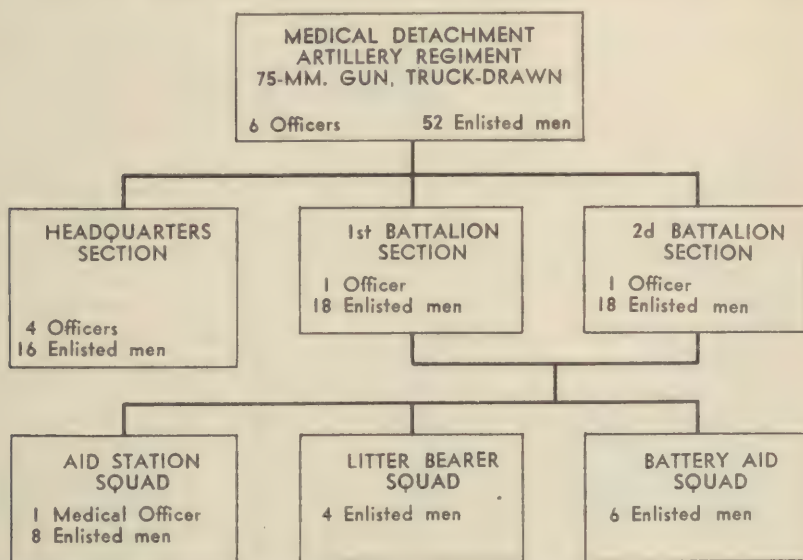 MEDICAL DETACHMENT
ARTILLERY REGIMENT
75-MM. GUN, TRUCK-DRAWN
6 Officers 52 Enlisted men
HEADQUARTERS
SECTION
4 Officers
16 Enlisted men
1st BATTALION
SECTION
1 Officer
18 Enlisted men
2d BATTALION
SECTION
1 Officer
18 Enlisted men
AID STATION
SQUAD
1 Medical Officer
8 Enlisted men
LITTER BEARER
SQUAD
4 Enlisted men
BATTERY AID
SQUAD
6 Enlisted men